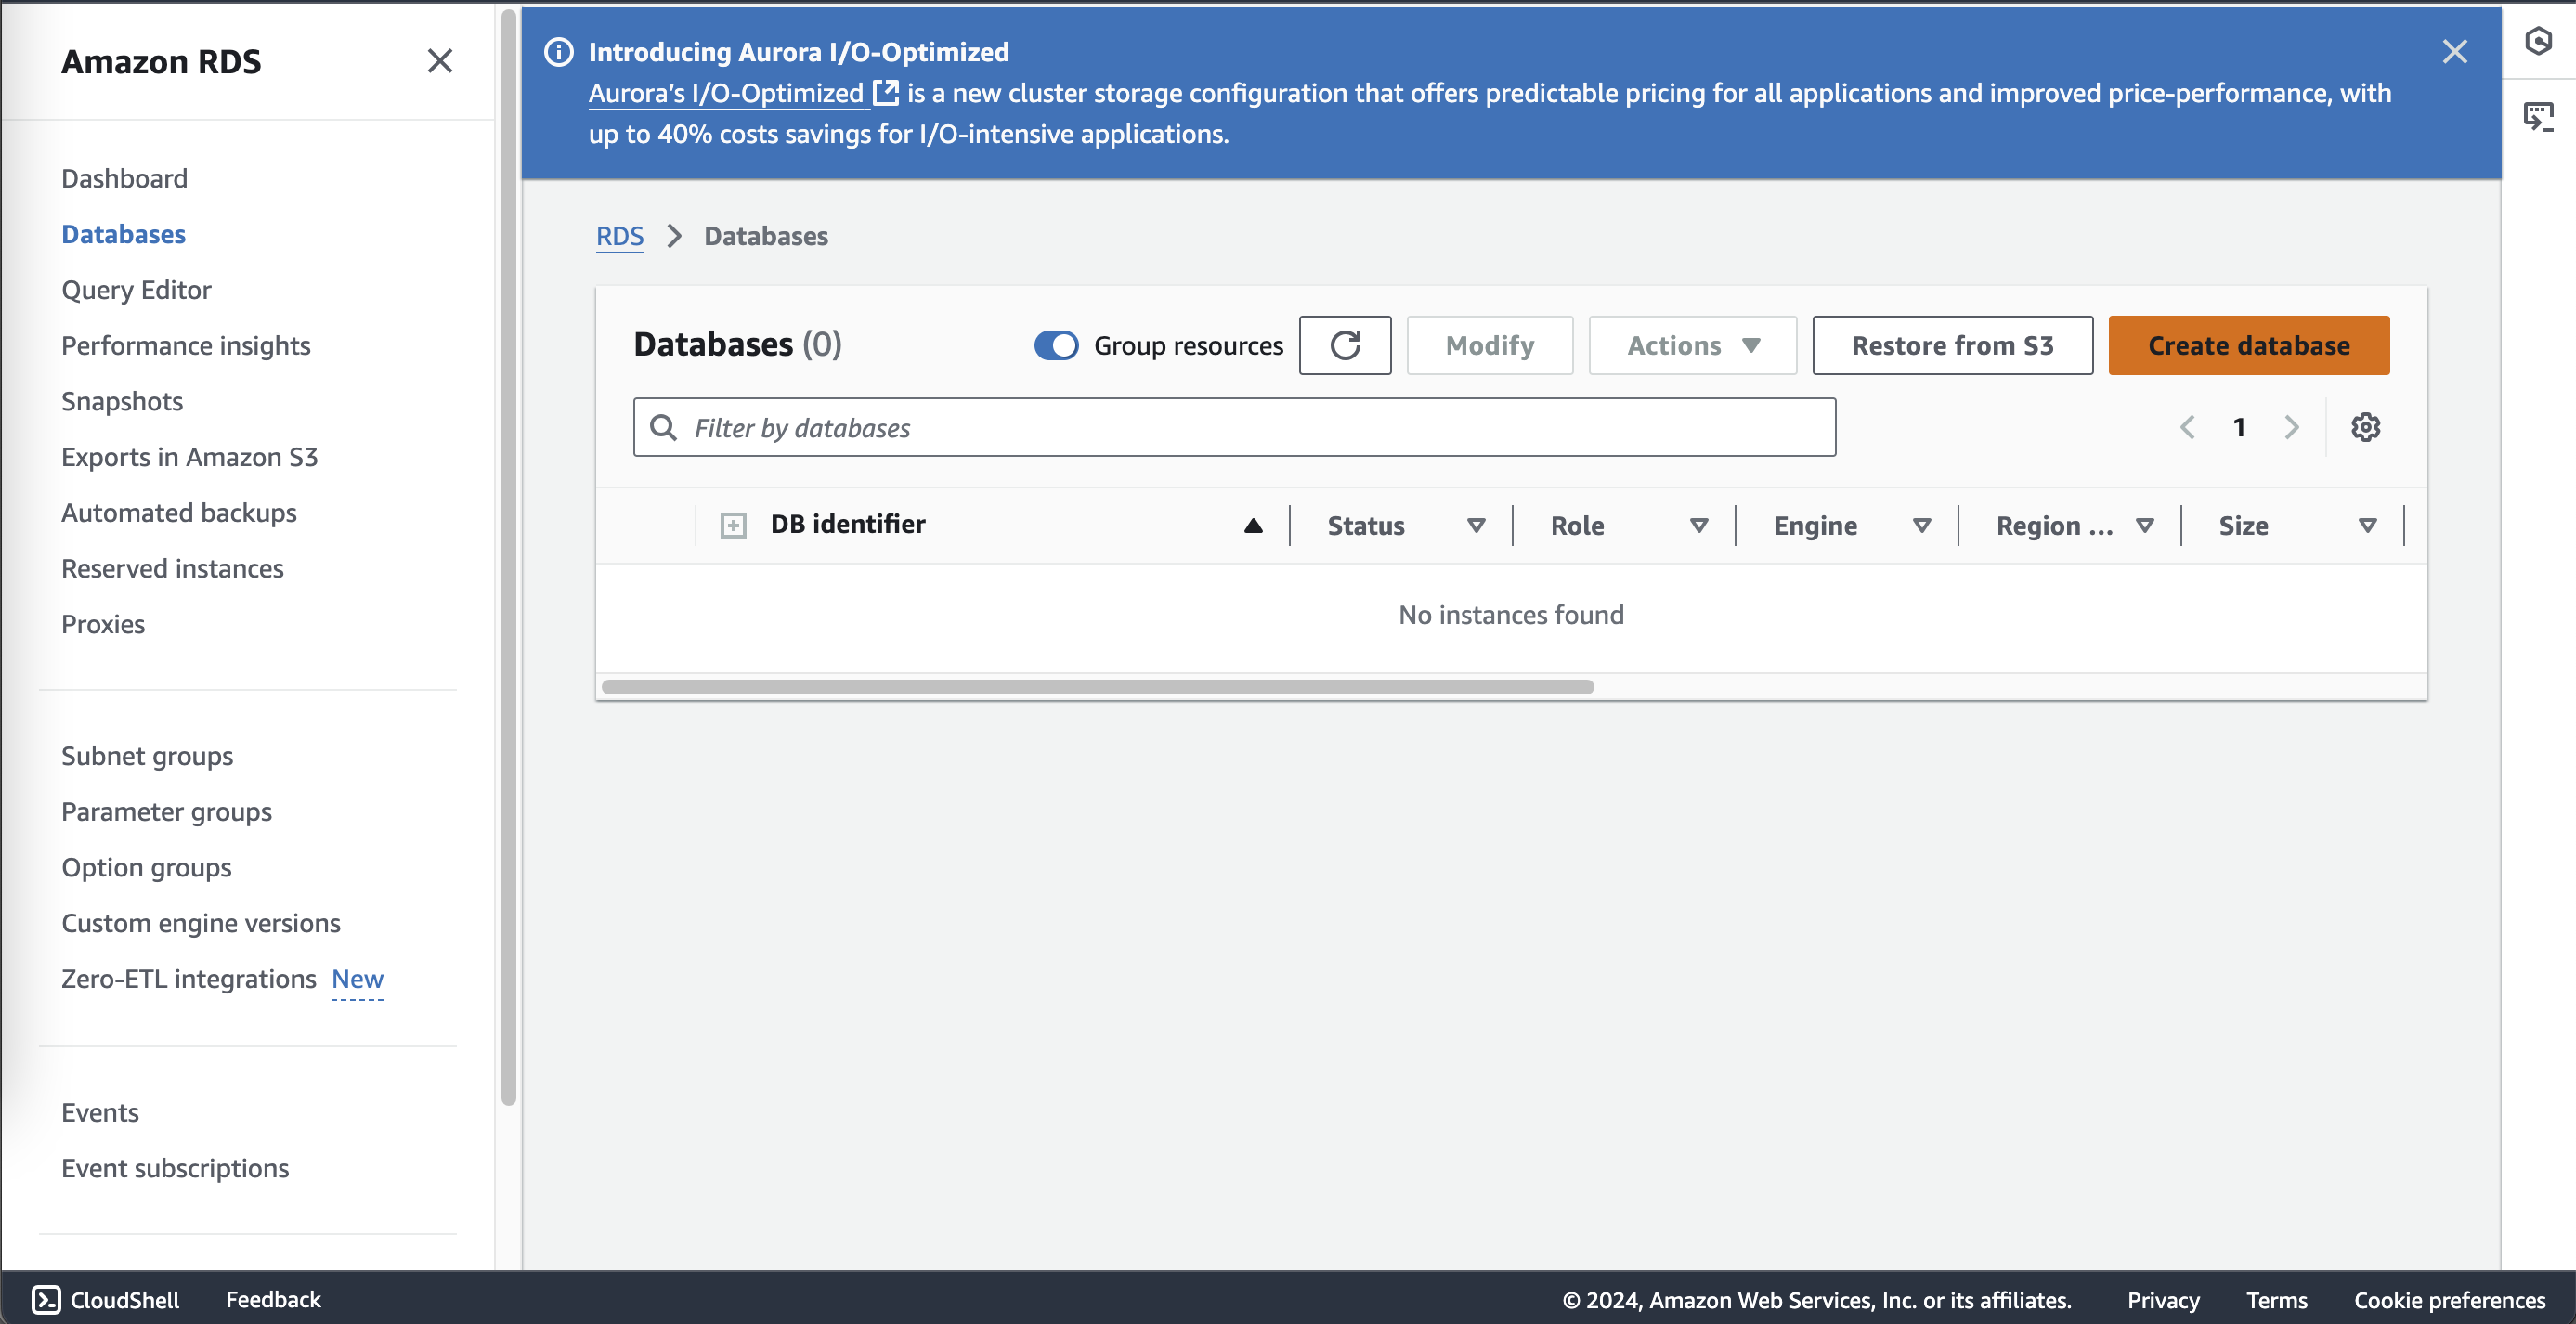 Amazon RDS
Dashboard
Databases
Query Editor
Performance insights
Snapshots
Exports in Amazon S3
Automated backups
Reserved instances
Proxies
Subnet groups
Parameter groups
Option groups
Custom engine versions
Zero-ETL integrations New
Events
Event subscriptions
Introducing Aurora I/O-Optimized
Aurora’s I/O-Optimized is a new cluster storage configuration that offers predictable pricing for all applications and improved price-performance, with
up to 40% costs savings for I/O-intensive applications.
RDS Databases
Databases (0) Group resources Modify Actions Restore from S3 Create database
Filter by databases 1
DB identifier Status Role Engine Region ... Size
No instances found
CloudShell Feedback © 2024, Amazon Web Services, Inc. or its affiliates. Privacy Terms Cookie preferences